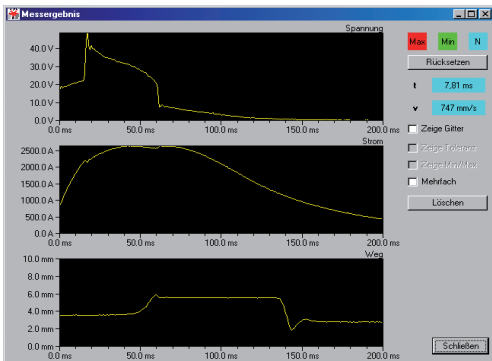 Messergebnis
Spannung
40.0 V
30.0 V
20.0 V
10.0 V
0.0 V
0.0 ms 50.0 ms 100.0 ms 150.0 ms 200.0 ms
Strom
2500.0 A
2000.0 A
1500.0 A
1000.0 A
500.0 A
0.0 A
0.0 ms 50.0 ms 100.0 ms 150.0 ms 200.0 ms
Weg
10.0 mm
8.0 mm
6.0 mm
4.0 mm
2.0 mm
0.0 mm
0.0 ms 50.0 ms 100.0 ms 150.0 ms 200.0 ms
Max Min N
Rücksetzen
t 7,81 ms
v 747 mm/s
Zeige Gitter
Zeige Toleranz
Zeige Min/Max
Mehrfach
Löschen
Schließen